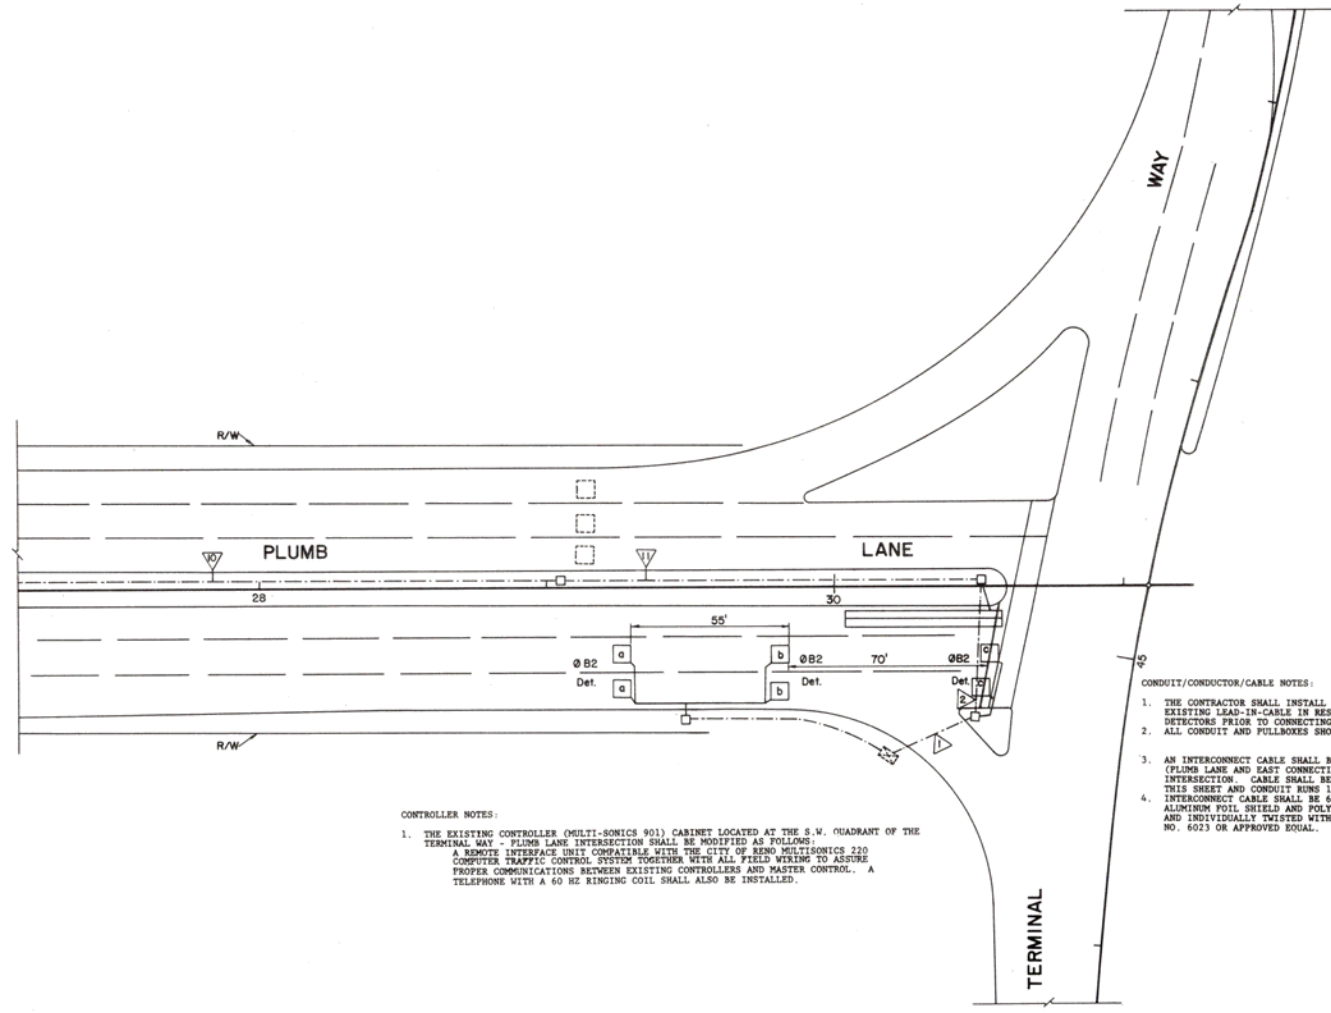 WAY
R/W
10
PLUMB
11
LANE
28
30
55'
a
b
ØB2
ØB2
70'
ØB2
c
Det.
Det.
Det.
a
b
2
45
1
R/W
CONDUIT/CONDUCTOR/CABLE NOTES:
1. THE CONTRACTOR SHALL INSTALL
EXISTING LEAD-IN-CABLE IN RES
DETECTORS PRIOR TO CONNECTING
2. ALL CONDUIT AND PULLBOXES SHO
3. AN INTERCONNECT CABLE SHALL B
(PLUMB LANE AND EAST CONNECTI
INTERSECTION. CABLE SHALL BE
THIS SHEET AND CONDUIT RUNS 1
4. INTERCONNECT CABLE SHALL BE 6
ALUMINUM FOIL SHIELD AND POLY
AND INDIVIDUALLY TWISTED WITH
NO. 6023 OR APPROVED EQUAL.
CONTROLLER NOTES:
1. THE EXISTING CONTROLLER (MULTI-SONICS 901) CABINET LOCATED AT THE S.W. QUADRANT OF THE
TERMINAL WAY - PLUMB LANE INTERSECTION SHALL BE MODIFIED AS FOLLOWS:
A REMOTE INTERFACE UNIT COMPATIBLE WITH THE CITY OF RENO MULTISONICS 220
COMPUTER TRAFFIC CONTROL SYSTEM TOGETHER WITH ALL FIELD WIRING TO ASSURE
PROPER COMMUNICATIONS BETWEEN EXISTING CONTROLLERS AND MASTER CONTROL. A
TELEPHONE WITH A 60 HZ RINGING COIL SHALL ALSO BE INSTALLED.
TERMINAL